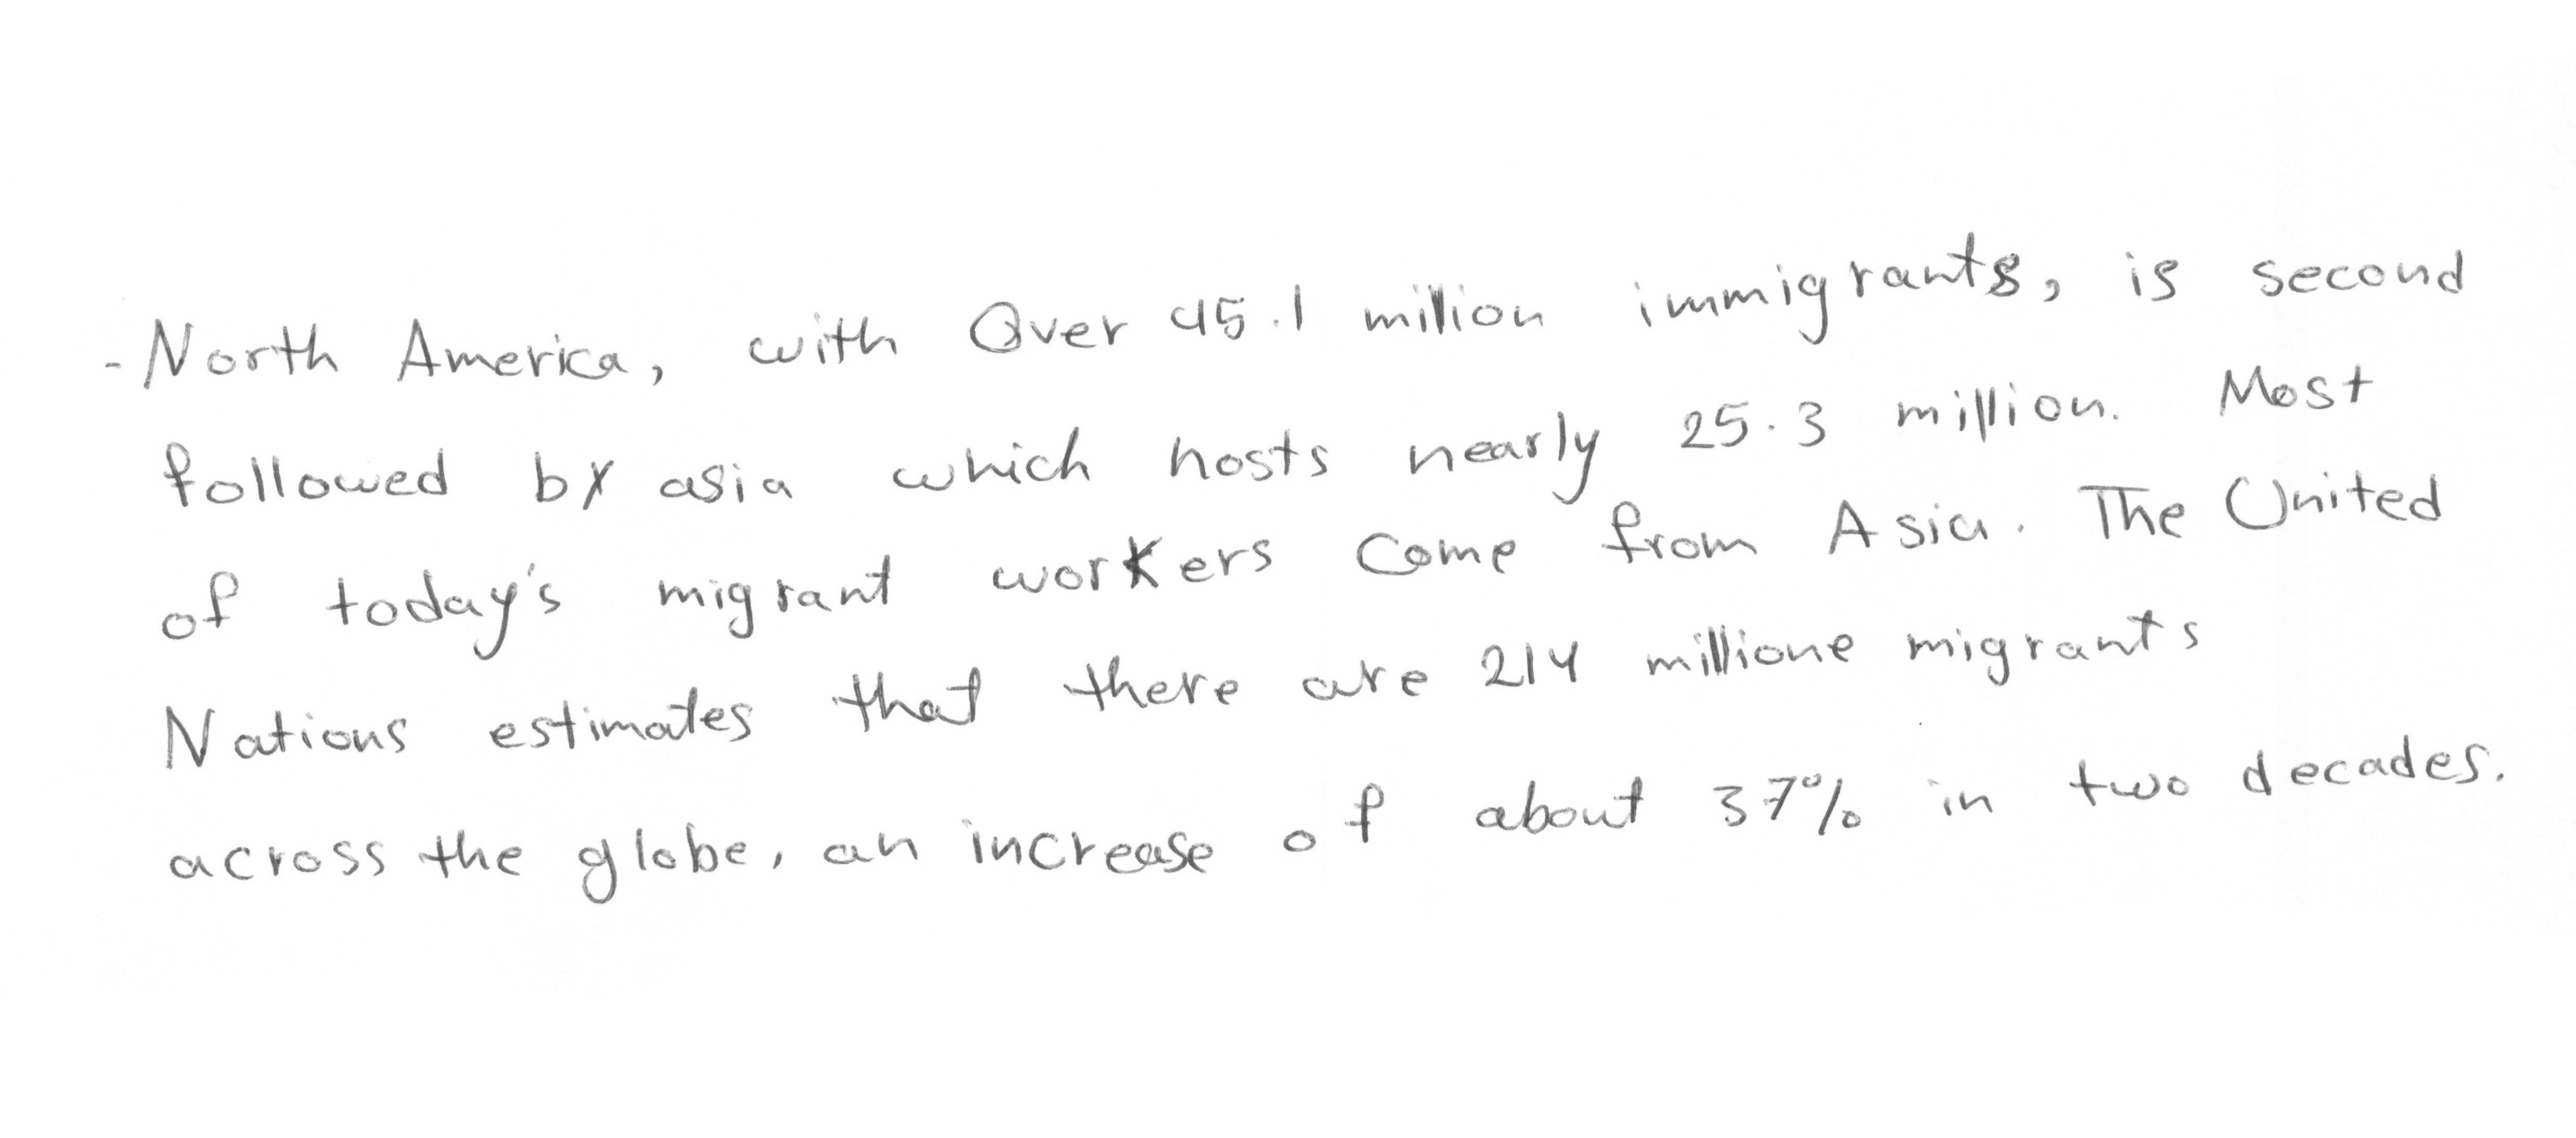 - North America, with Over 45.1 million immigrants, is second
followed by asia which hosts nearly 25.3 million. Most
of today's migrant workers Come from Asia. The United
Nations estimates that there are 214 millione migrants
across the globe, an increase of about 37% in two decades.